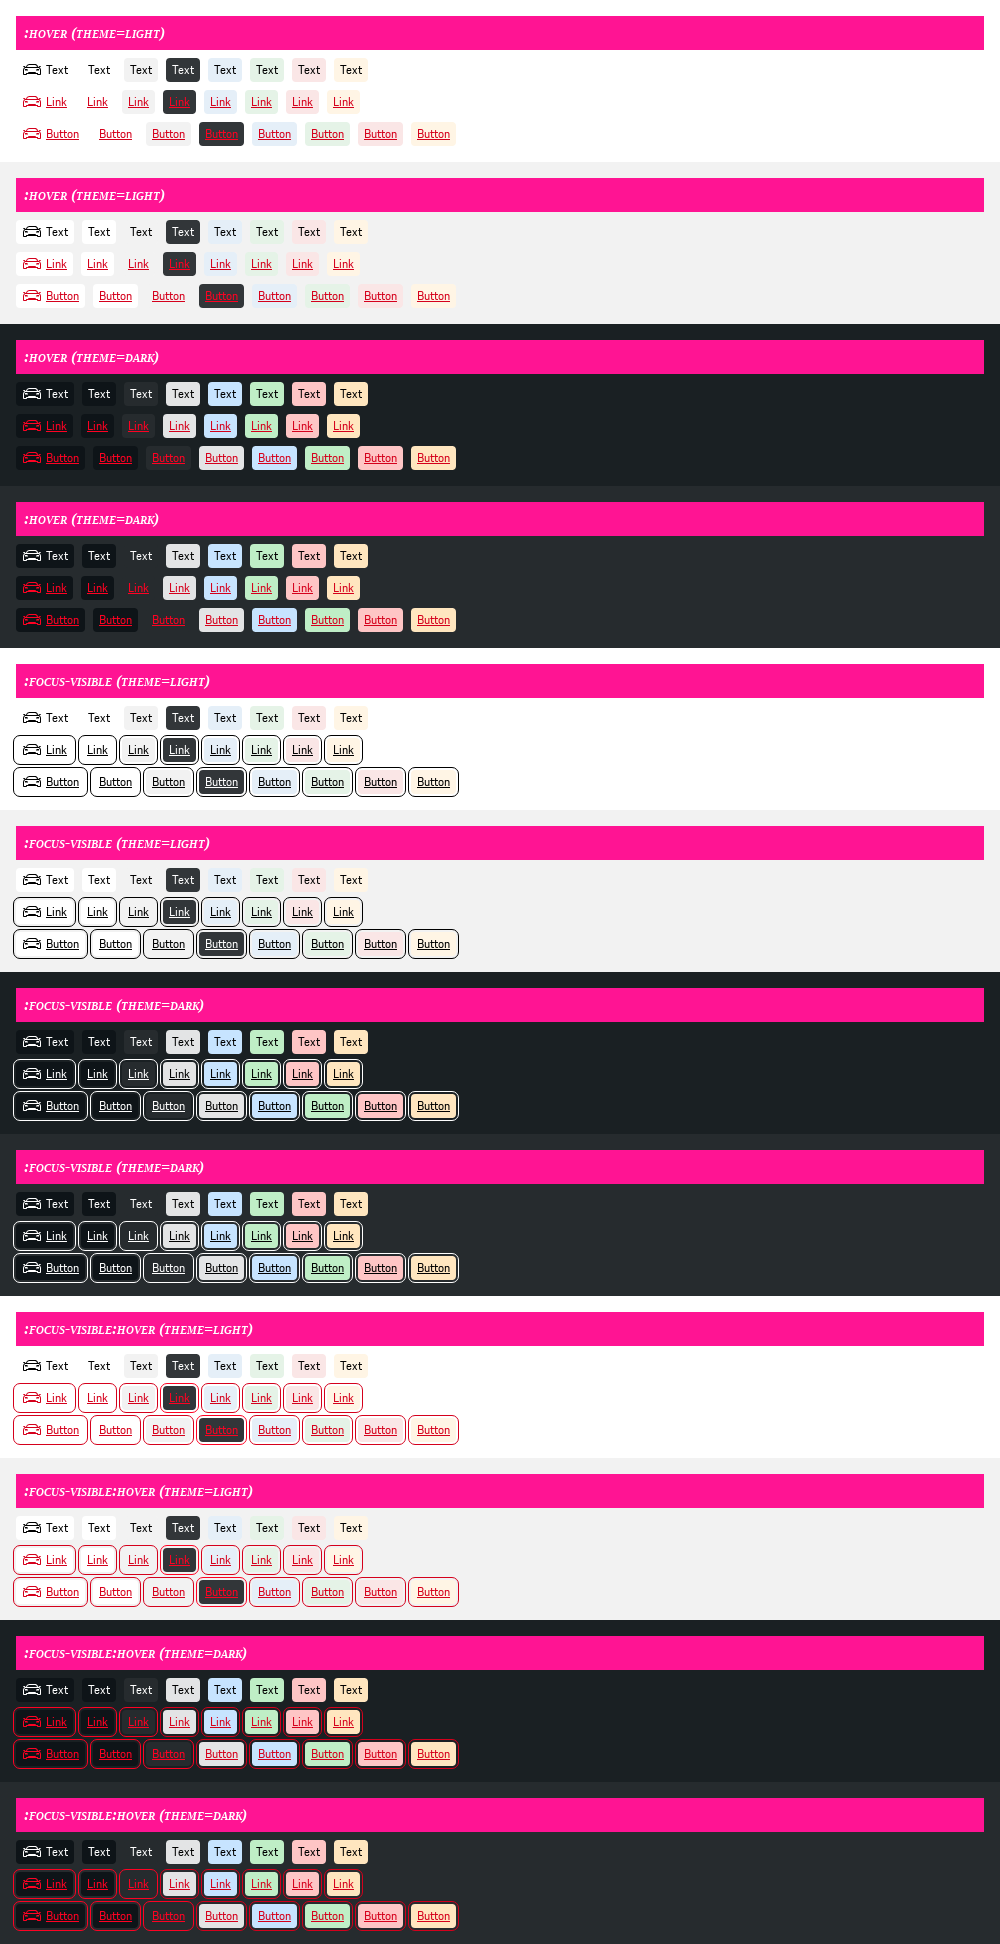 :HOVER (THEME=LIGHT)
Text Text Text Text Text Text Text Text
Link Link Link Link Link Link Link Link
Button Button Button Button Button Button Button Button
:HOVER (THEME=LIGHT)
Text Text Text Text Text Text Text Text
Link Link Link Link Link Link Link Link
Button Button Button Button Button Button Button Button
:HOVER (THEME=DARK)
Text Text Text Text Text Text Text Text
Link Link Link Link Link Link Link Link
Button Button Button Button Button Button Button Button
:HOVER (THEME=DARK)
Text Text Text Text Text Text Text Text
Link Link Link Link Link Link Link Link
Button Button Button Button Button Button Button Button
:FOCUS-VISIBLE (THEME=LIGHT)
Text Text Text Text Text Text Text Text
Link Link Link Link Link Link Link Link
Button Button Button Button Button Button Button Button
:FOCUS-VISIBLE (THEME=LIGHT)
Text Text Text Text Text Text Text Text
Link Link Link Link Link Link Link Link
Button Button Button Button Button Button Button Button
:FOCUS-VISIBLE (THEME=DARK)
Text Text Text Text Text Text Text Text
Link Link Link Link Link Link Link Link
Button Button Button Button Button Button Button Button
:FOCUS-VISIBLE (THEME=DARK)
Text Text Text Text Text Text Text Text
Link Link Link Link Link Link Link Link
Button Button Button Button Button Button Button Button
:FOCUS-VISIBLE:HOVER (THEME=LIGHT)
Text Text Text Text Text Text Text Text
Link Link Link Link Link Link Link Link
Button Button Button Button Button Button Button Button
:FOCUS-VISIBLE:HOVER (THEME=LIGHT)
Text Text Text Text Text Text Text Text
Link Link Link Link Link Link Link Link
Button Button Button Button Button Button Button Button
:FOCUS-VISIBLE:HOVER (THEME=DARK)
Text Text Text Text Text Text Text Text
Link Link Link Link Link Link Link Link
Button Button Button Button Button Button Button Button
:FOCUS-VISIBLE:HOVER (THEME=DARK)
Text Text Text Text Text Text Text Text
Link Link Link Link Link Link Link Link
Button Button Button Button Button Button Button Button